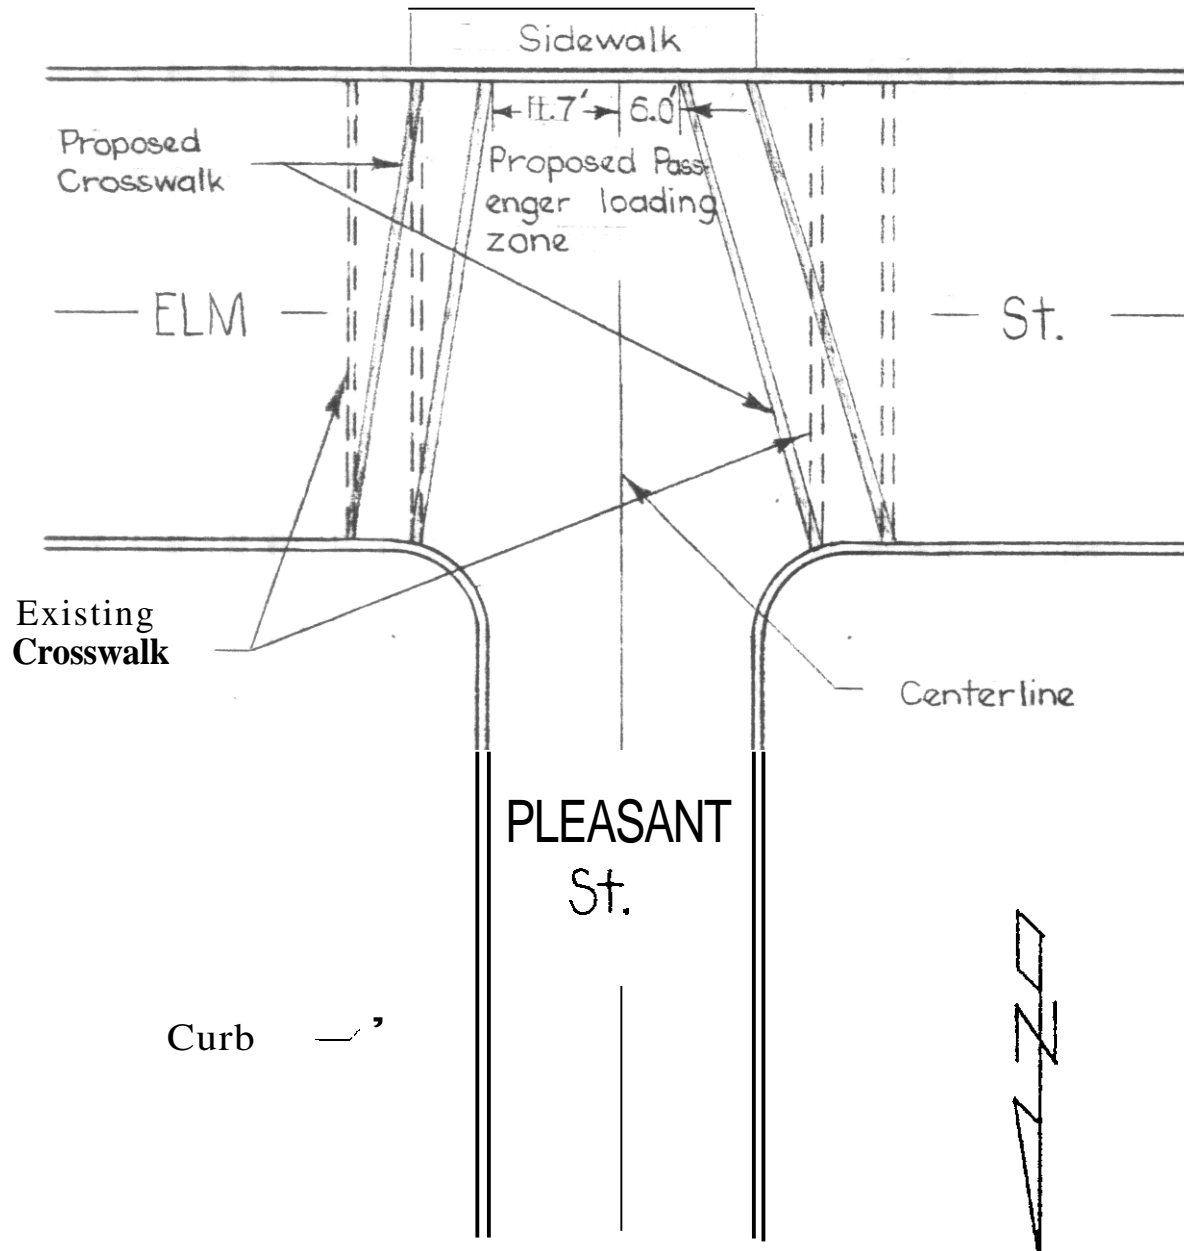 Sidewalk
11.7' 6.0'
Proposed
Crosswalk
Proposed Pass-
enger loading
zone
ELM St.
Existing
Crosswalk
Centerline
PLEASANT
St.
Curb
N